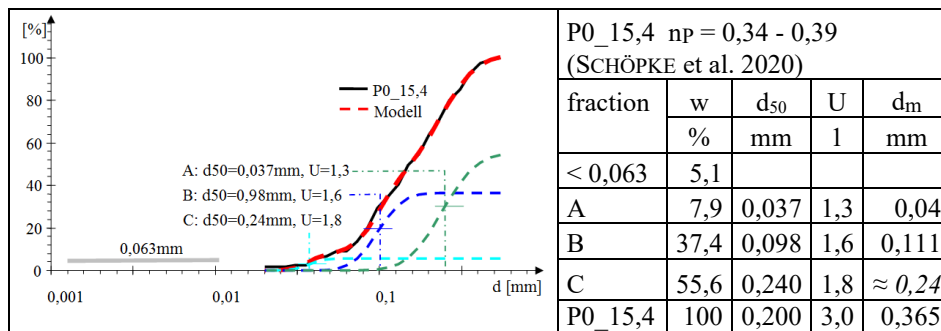 [%]
100
80
60
40
20
0
P0_15,4
Modell
A: d50=0,037mm, U=1,3
B: d50=0,98mm, U=1,6
C: d50=0,24mm, U=1,8
0,063mm
0,001
0,01
0,1
d [mm]
P0_15,4 nP = 0,34 - 0,39
(SCHÖPKE et al. 2020)
fraction w d50 U dm
% mm 1 mm
< 0,063 5,1
A 7,9 0,037 1,3 0,04
B 37,4 0,098 1,6 0,111
C 55,6 0,240 1,8 ≈ 0,24
P0_15,4 100 0,200 3,0 0,365